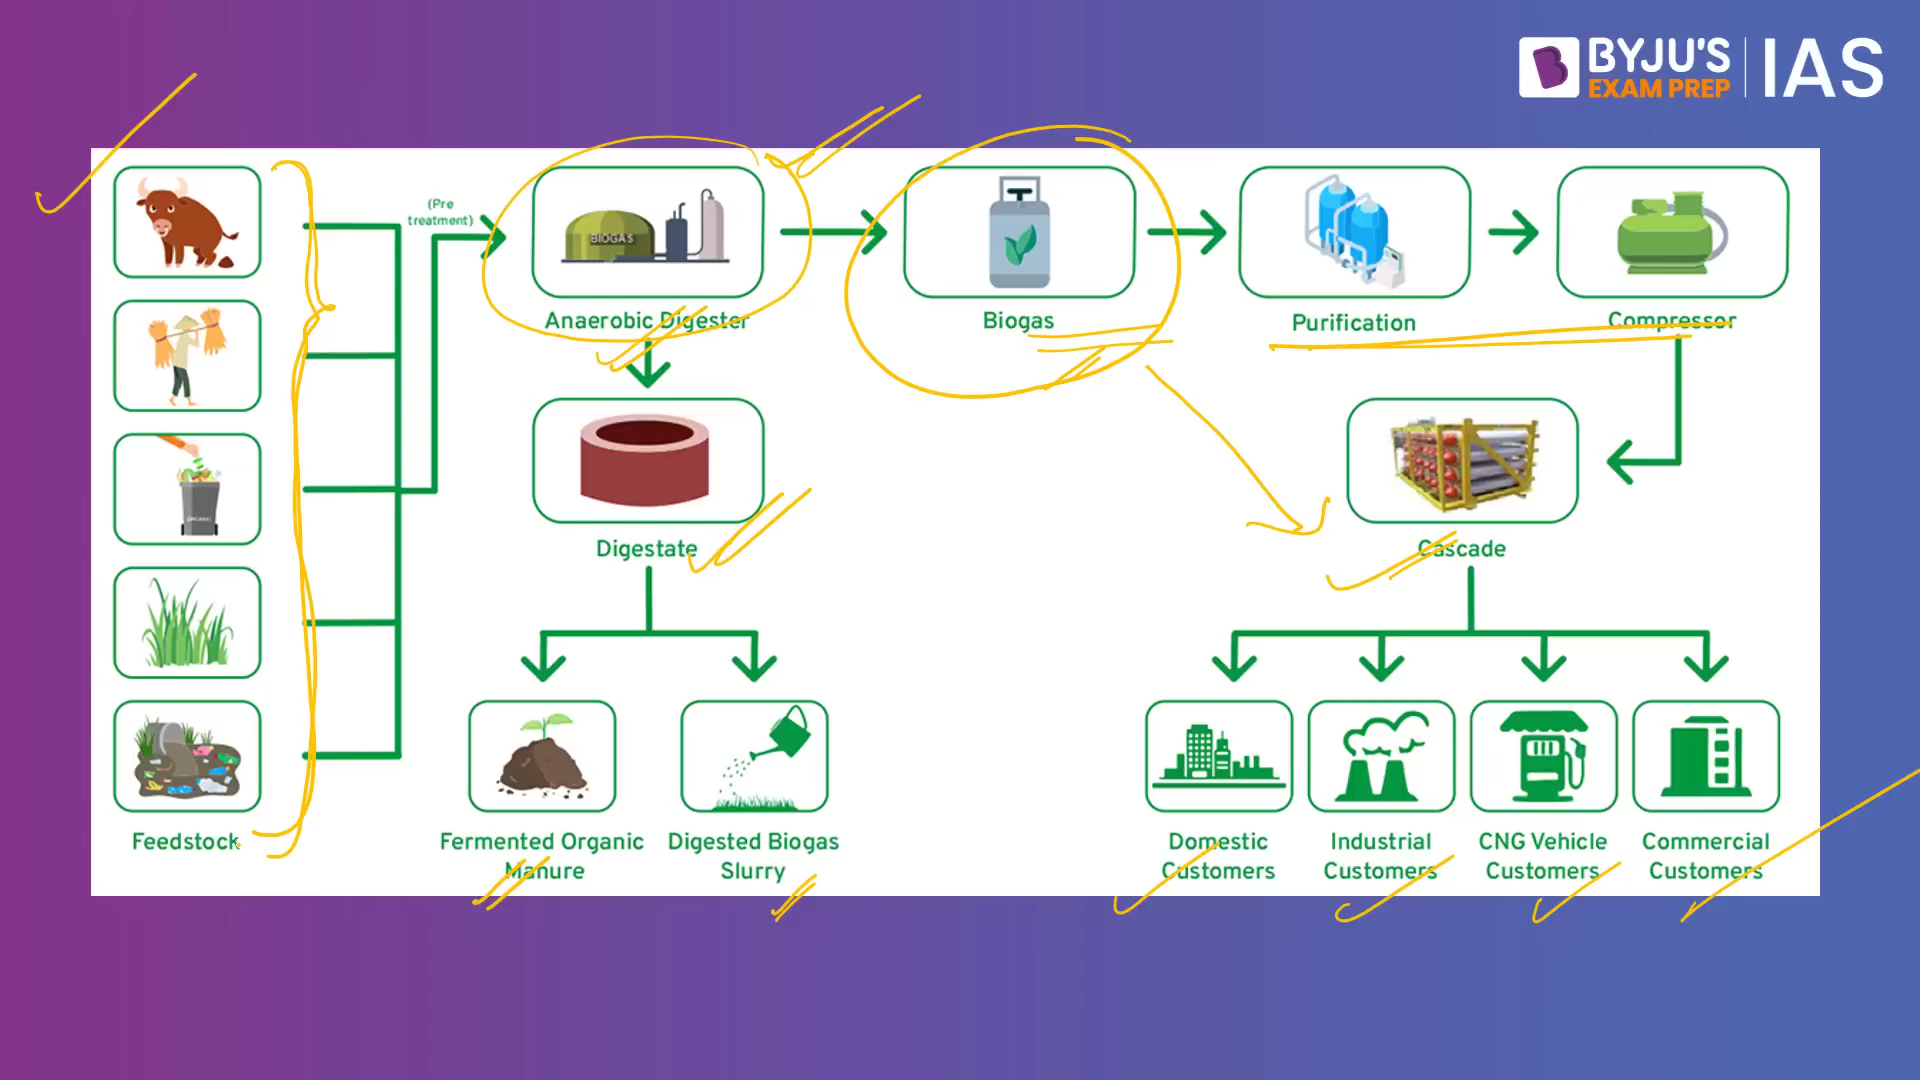 BYJU'S
EXAM PREP
IAS
(Pre
treatment)
BIOGAS
Anaerobic Digester
Biogas
Purification
Compressor
Digestate
Cascade
ORGANIC
Feedstock
Fermented Organic
Manure
Digested Biogas
Slurry
Domestic
Customers
Industrial
Customers
CNG Vehicle
Customers
Commercial
Customers